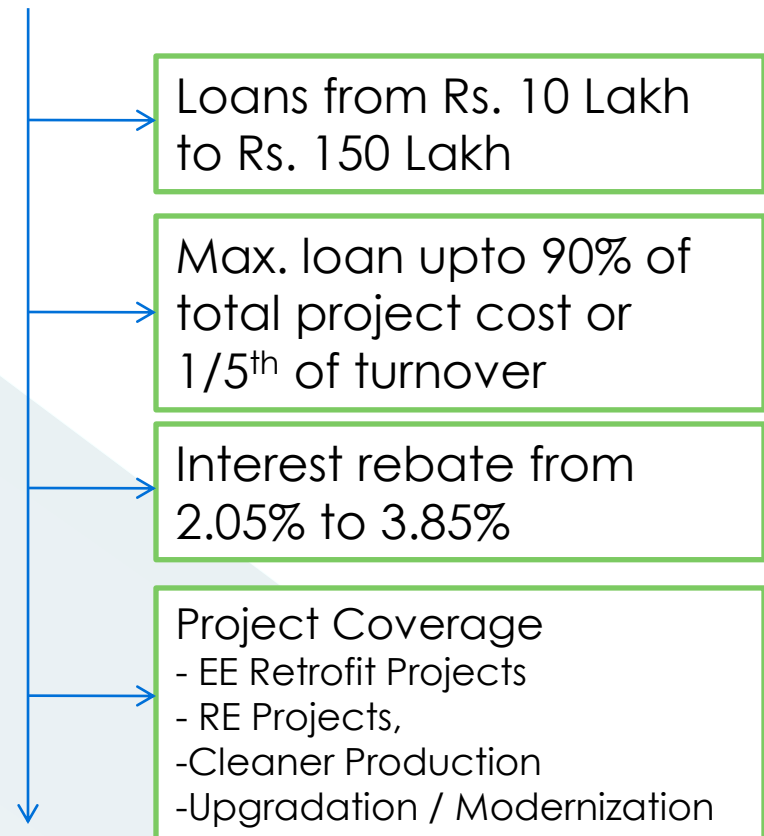 Loans from Rs. 10 Lakh
to Rs. 150 Lakh
Max. loan upto 90% of
total project cost or
1/5th of turnover
Interest rebate from
2.05% to 3.85%
Project Coverage
- EE Retrofit Projects
- RE Projects,
-Cleaner Production
-Upgradation / Modernization